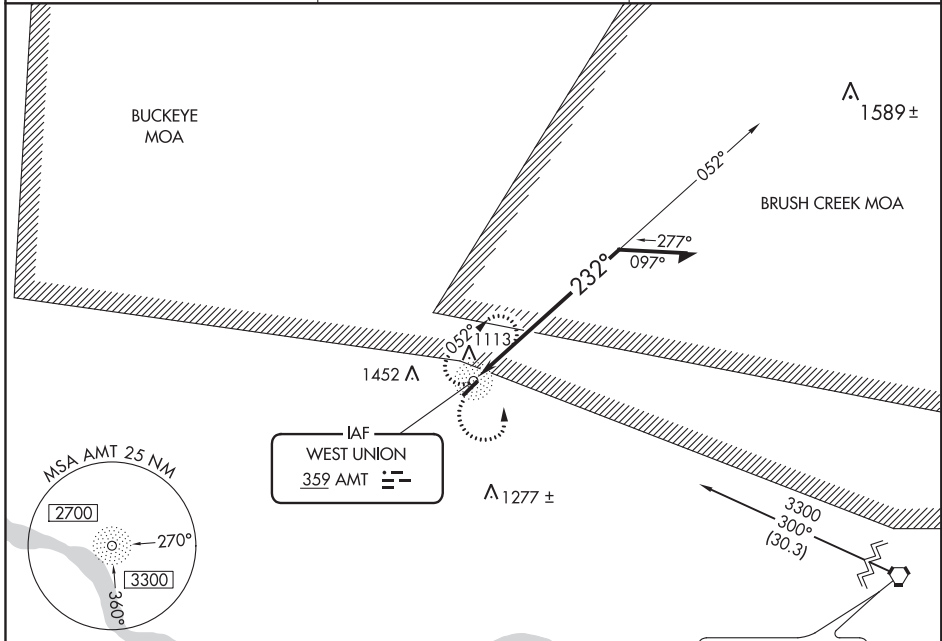 BUCKEYE
MOA
1589 ±
052°
BRUSH CREEK MOA
277°
097°
232°
052°
1113
1452
IAF
WEST UNION
359 AMT
1277 ±
MSA AMT 25 NM
2700
270°
3300
360°
3300
300°
(30.3)